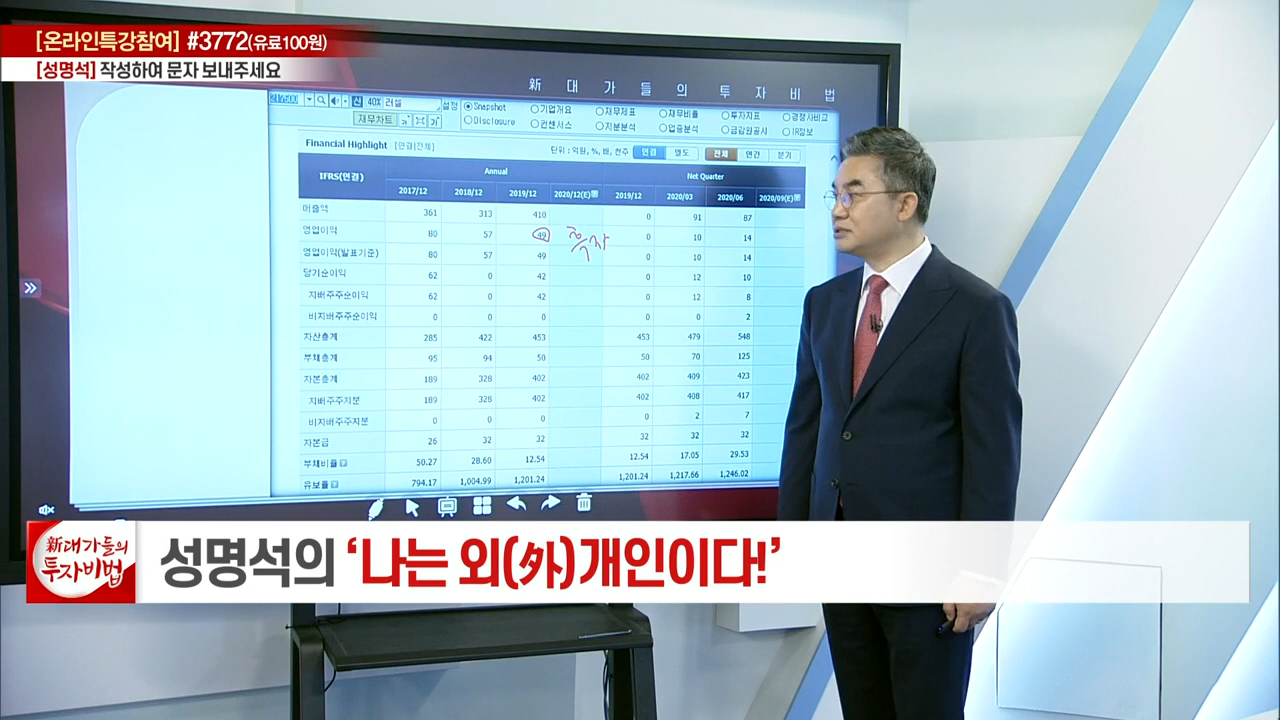 [온라인특강참여] #3772(유료100원)
[성명석] 작성하여 문자 보내주세요
新 대 가 들 의 투 자 비 법
217500 신 40% 러셀 설정 Snapshot 기업개요 재무제표 재무비율 투자지표 경쟁사비교
재무차트 Disclosure 컨센서스 지분분석 업종분석 금감원공시 IR정보
Financial Highlight [연결|전체] 단위 : 억원, %, 배, 천주 연결 별도 전체 연간 분기
IFRS(연결) Annual Net Quarter
2017/12 2018/12 2019/12 2020/12(E) 2019/12 2020/03 2020/06 2020/09(E)
매출액 361 313 410 0 91 87
영업이익 80 57 49 흑자 0 10 14
영업이익(발표기준) 80 57 49 0 10 14
당기순이익 62 0 42 0 12 10
지배주주순이익 62 0 42 0 12 8
비지배주주순이익 0 0 0 0 0 2
자산총계 285 422 453 453 479 548
부채총계 95 94 50 50 70 125
자본총계 189 328 402 402 409 423
지배주주지분 189 328 402 402 408 417
비지배주주지분 0 0 0 0 2 7
자본금 26 32 32 32 32 32
부채비율 50.27 28.60 12.54 12.54 17.05 29.53
유보율 794.17 1,004.99 1,201.24 1,201.24 1,217.66 1,246.02
新대가들의
투자비법
성명석의 ‘나는 외(外)개인이다!’